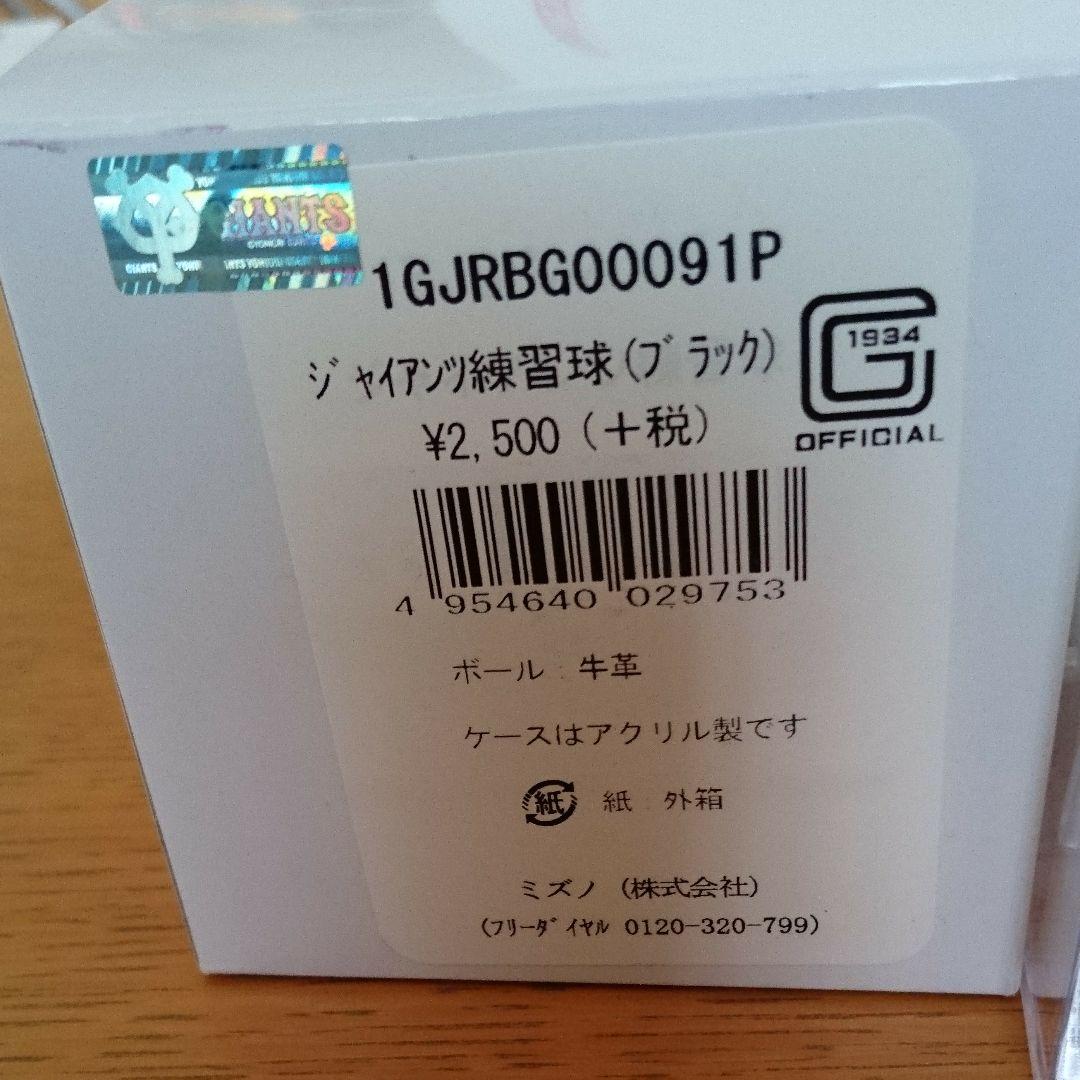 GIANTS
1GJRBG00091P
ジャイアンツ練習球(ブラック)
¥2,500 (+税)
1934
OFFICIAL
4 954640 029753
ボール 牛革
ケースはアクリル製です
紙 紙 外箱
ミズノ (株式会社)
(フリーダイヤル 0120-320-799)